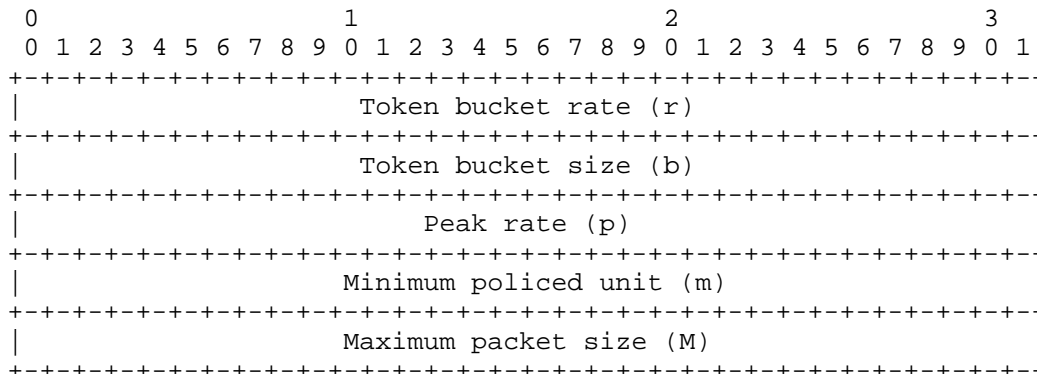 0                   1                   2                   3
 0 1 2 3 4 5 6 7 8 9 0 1 2 3 4 5 6 7 8 9 0 1 2 3 4 5 6 7 8 9 0 1
+-+-+-+-+-+-+-+-+-+-+-+-+-+-+-+-+-+-+-+-+-+-+-+-+-+-+-+-+-+-+-+--
|                     Token bucket rate (r)
+-+-+-+-+-+-+-+-+-+-+-+-+-+-+-+-+-+-+-+-+-+-+-+-+-+-+-+-+-+-+-+--
|                     Token bucket size (b)
+-+-+-+-+-+-+-+-+-+-+-+-+-+-+-+-+-+-+-+-+-+-+-+-+-+-+-+-+-+-+-+--
|                         Peak rate (p)
+-+-+-+-+-+-+-+-+-+-+-+-+-+-+-+-+-+-+-+-+-+-+-+-+-+-+-+-+-+-+-+--
|                    Minimum policed unit (m)
+-+-+-+-+-+-+-+-+-+-+-+-+-+-+-+-+-+-+-+-+-+-+-+-+-+-+-+-+-+-+-+--
|                    Maximum packet size (M)
+-+-+-+-+-+-+-+-+-+-+-+-+-+-+-+-+-+-+-+-+-+-+-+-+-+-+-+-+-+-+-+--